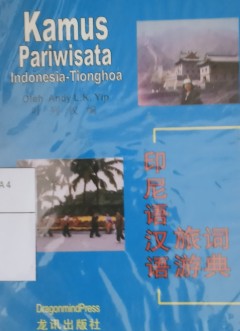 Kamus
Pariwisata
Indonesia-Tionghoa
A4
印尼语
汉语
旅游
词典
DragonmindPress
龙讯出版社